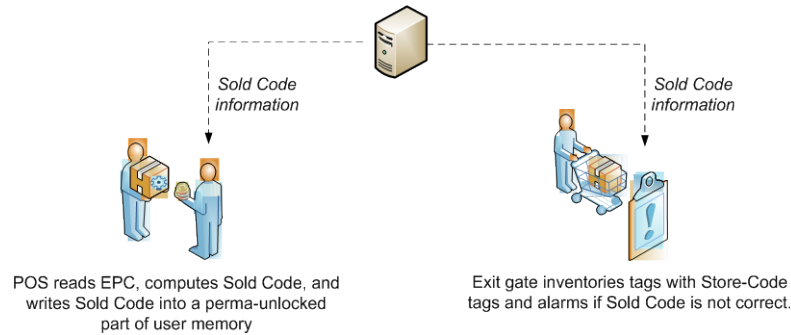 Sold Code
information
Sold Code
information
POS reads EPC, computes Sold Code, and
writes Sold Code into a perma-unlocked
part of user memory
Exit gate inventories tags with Store-Code
tags and alarms if Sold Code is not correct.